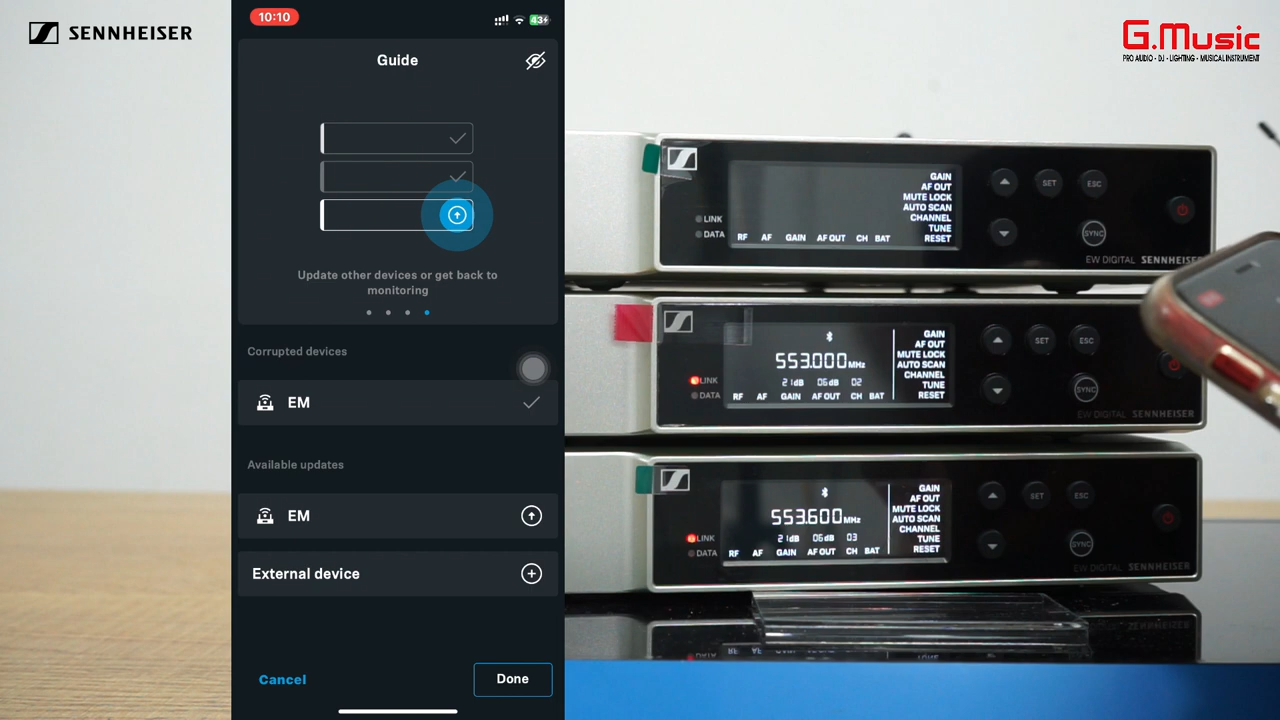 SENNHEISER
10:10
43
Guide
Update other devices or get back to
monitoring
Corrupted devices
EM
Available updates
EM
External device
Cancel
Done
G.Music
PRO AUDIO - DJ - LIGHTING - MUSICAL INSTRUMENT
GAIN
AF OUT
MUTE LOCK
AUTO SCAN
CHANNEL
TUNE
RESET
LINK
DATA
RF AF GAIN AF OUT CH BAT
SET
ESC
SYNC
EW DIGITAL SENNHEISER
553.000 MHz
21dB 06dB 02
GAIN
AF OUT
MUTE LOCK
AUTO SCAN
CHANNEL
TUNE
RESET
LINK
DATA
RF AF GAIN AF OUT CH BAT
SET
ESC
SYNC
EW DIGITAL SENNHEISER
553.600 MHz
21dB 06dB 03
GAIN
AF OUT
MUTE LOCK
AUTO SCAN
CHANNEL
TUNE
RESET
LINK
DATA
RF AF GAIN AF OUT CH BAT
SET
ESC
SYNC
EW DIGITAL SENNHEISER